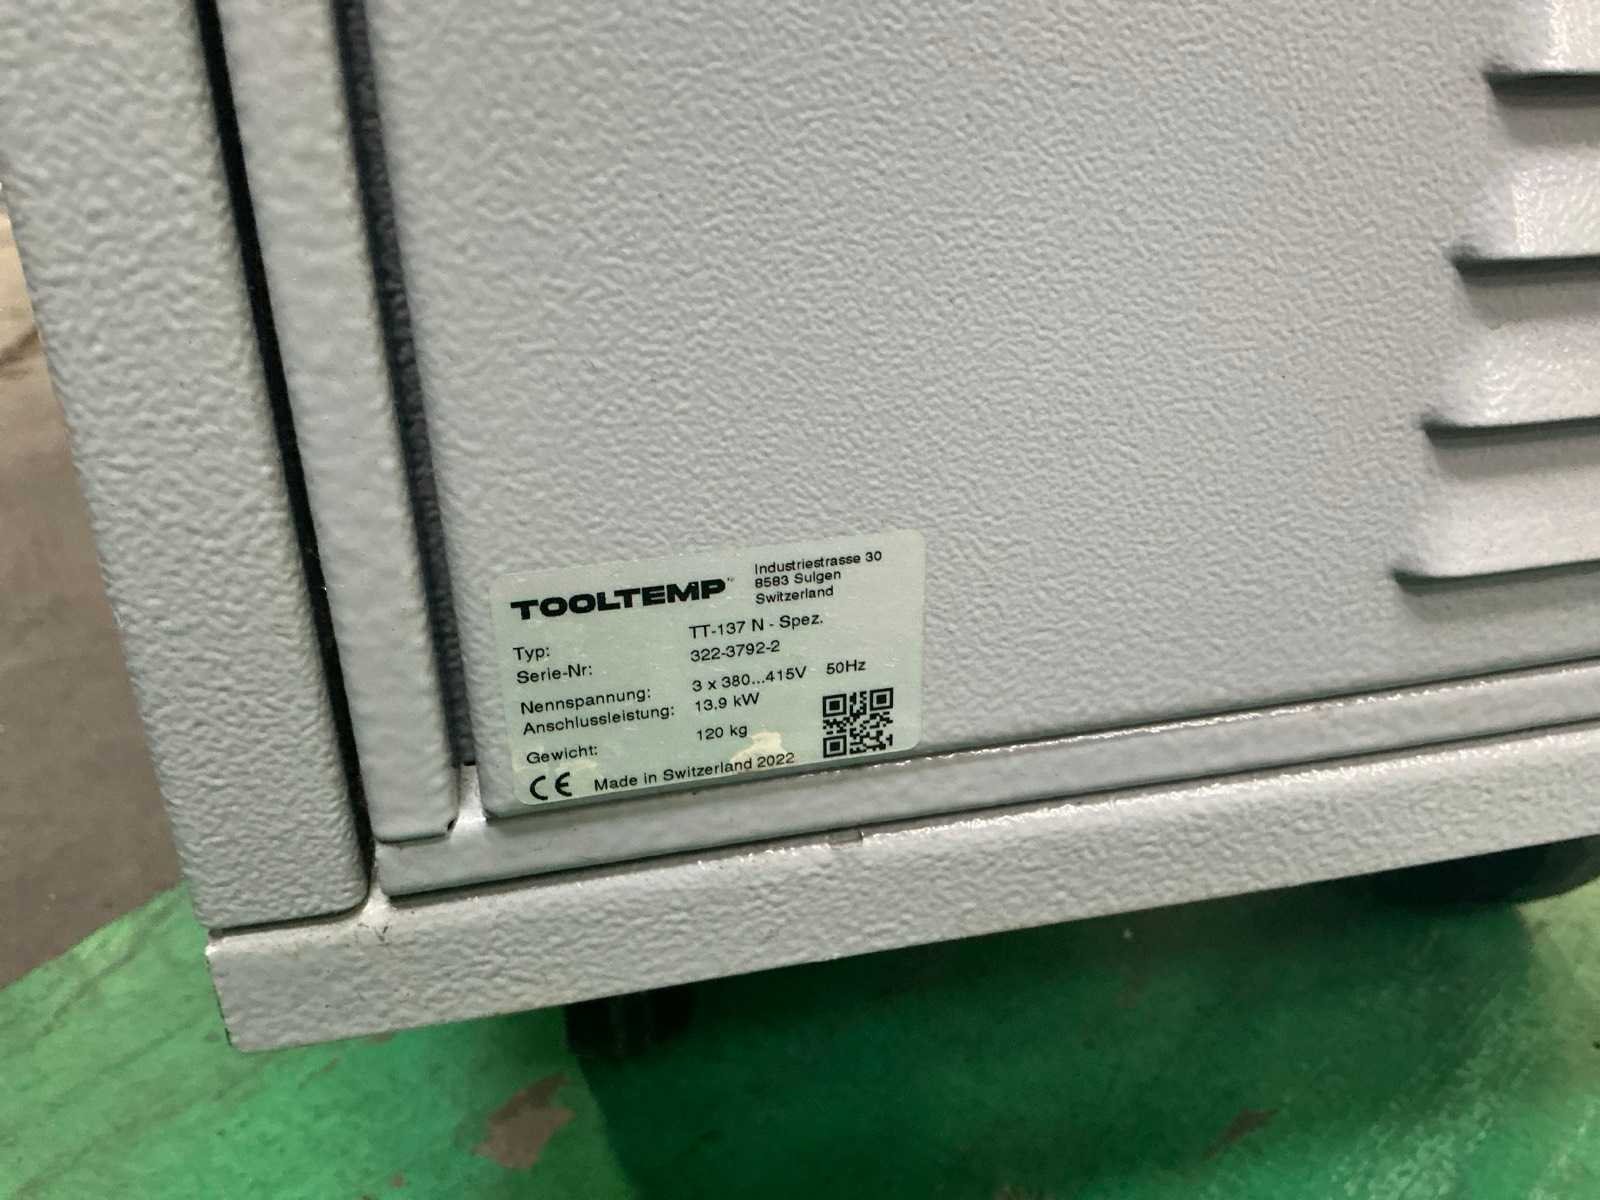 TOOLTEMP™
Industriestrasse 30
8583 Sulgen
Switzerland
Typ: TT-137 N - Spez.
Serie-Nr: 322-3792-2
Nennspannung: 3 x 380...415V 50Hz
Anschlussleistung: 13.9 kW
Gewicht: 120 kg
CE Made in Switzerland 2022